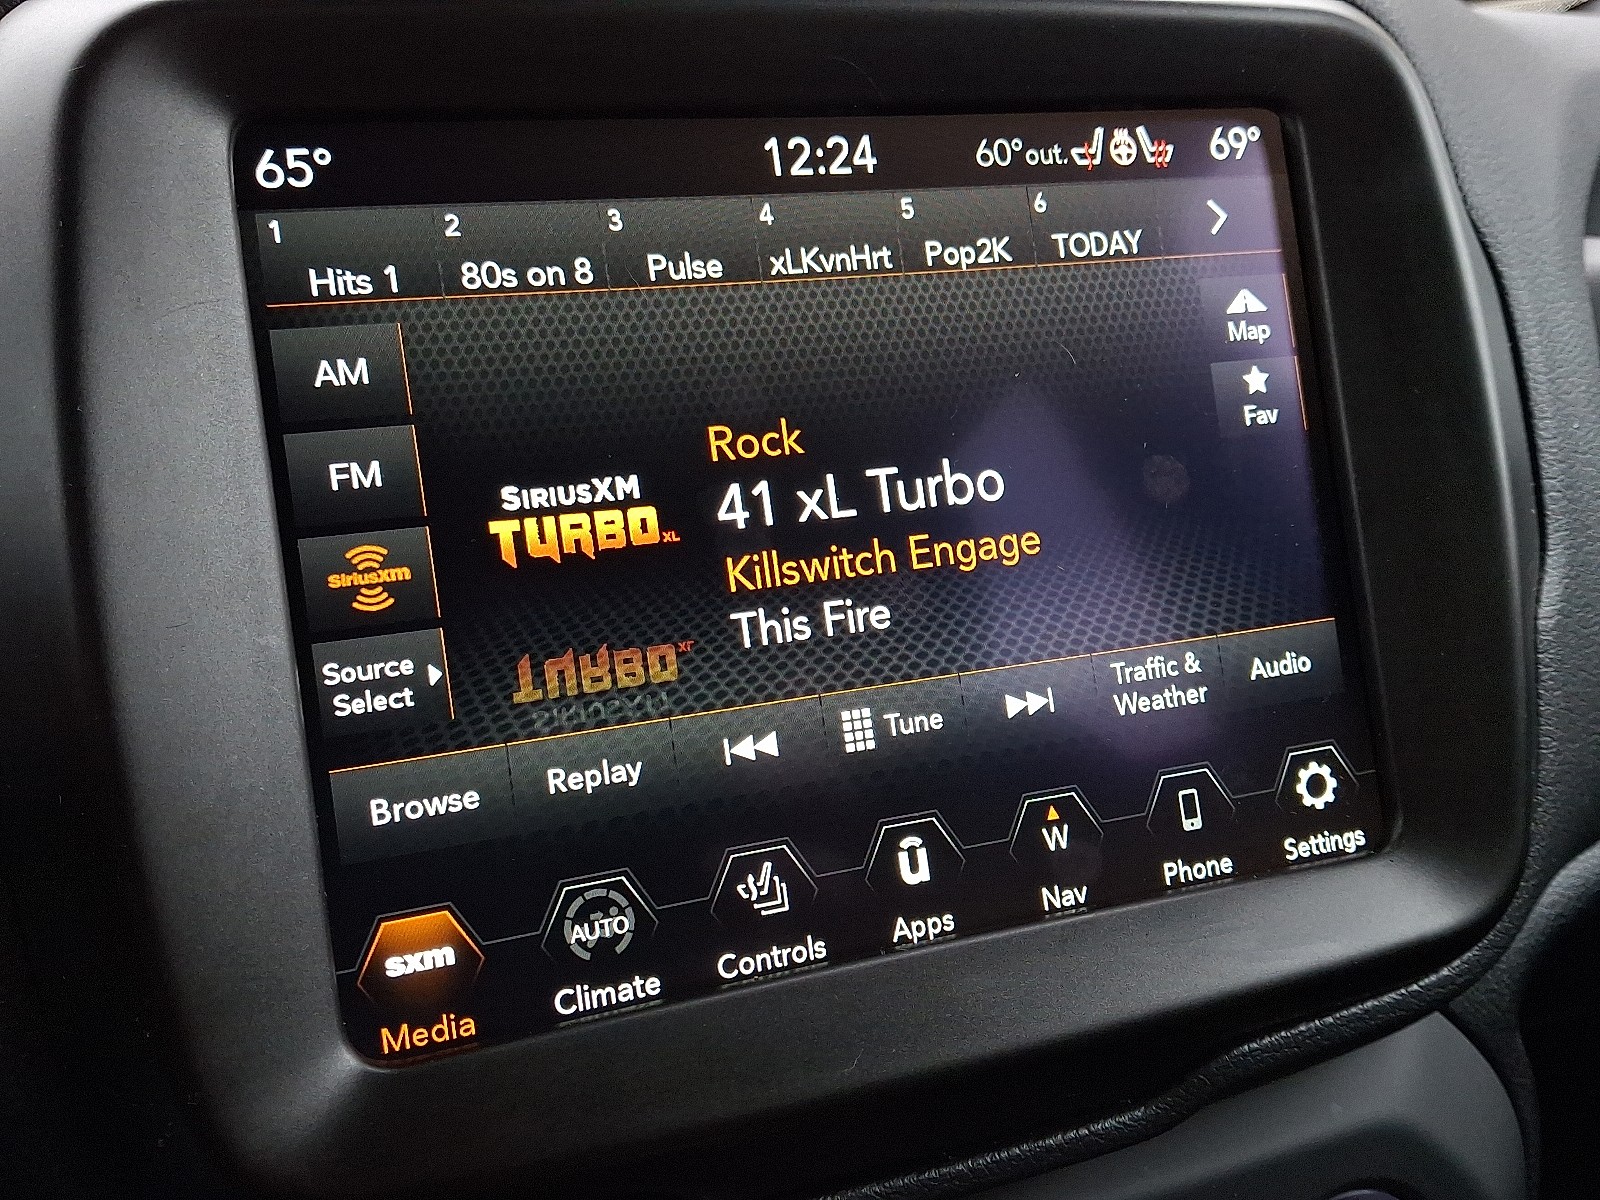 65° 12:24 60° out. 69°
1 2 3 4 5 6
Hits 1 80s on 8 Pulse xLKvnHrt Pop2K TODAY
Map
Fav
AM
FM
siriusxm
Source
Select
SIRIUSXM
TURBO XL
Rock
41 xL Turbo
Killswitch Engage
This Fire
Browse
Replay
Tune
Traffic &
Weather
Audio
sxm
Media
AUTO
Climate
Controls
u
Apps
W
Nav
Phone
Settings